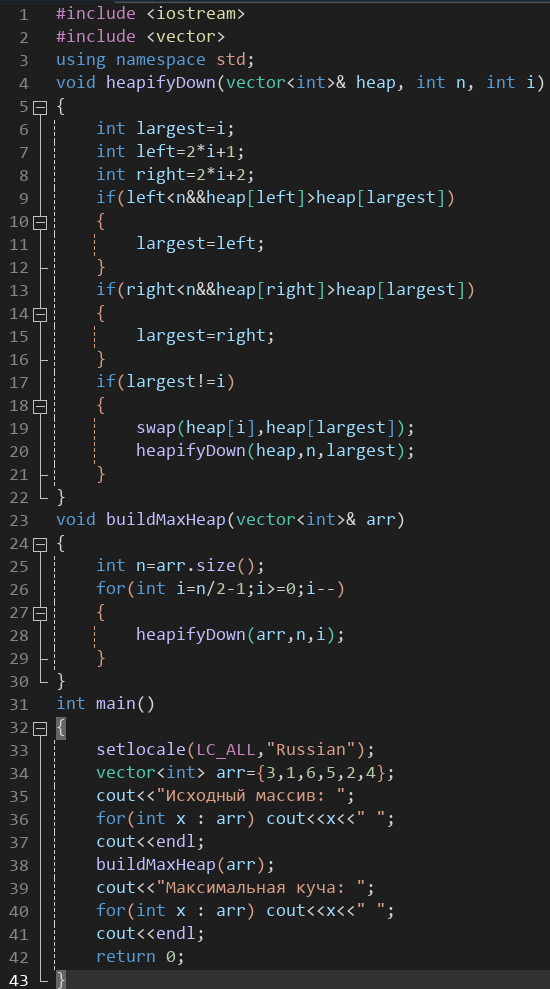 1 #include <iostream>
2 #include <vector>
3 using namespace std;
4 void heapifyDown(vector<int>& heap, int n, int i)
5 {
6 int largest=i;
7 int left=2*i+1;
8 int right=2*i+2;
9 if(left<n&&heap[left]>heap[largest])
10 {
11 largest=left;
12 }
13 if(right<n&&heap[right]>heap[largest])
14 {
15 largest=right;
16 }
17 if(largest!=i)
18 {
19 swap(heap[i],heap[largest]);
20 heapifyDown(heap,n,largest);
21 }
22 }
23 void buildMaxHeap(vector<int>& arr)
24 {
25 int n=arr.size();
26 for(int i=n/2-1;i>=0;i--)
27 {
28 heapifyDown(arr,n,i);
29 }
30 }
31 int main()
32 {
33 setlocale(LC_ALL,"Russian");
34 vector<int> arr={3,1,6,5,2,4};
35 cout<<"Исходный массив: ";
36 for(int x : arr) cout<<x<<" ";
37 cout<<endl;
38 buildMaxHeap(arr);
39 cout<<"Максимальная куча: ";
40 for(int x : arr) cout<<x<<" ";
41 cout<<endl;
42 return 0;
43 }